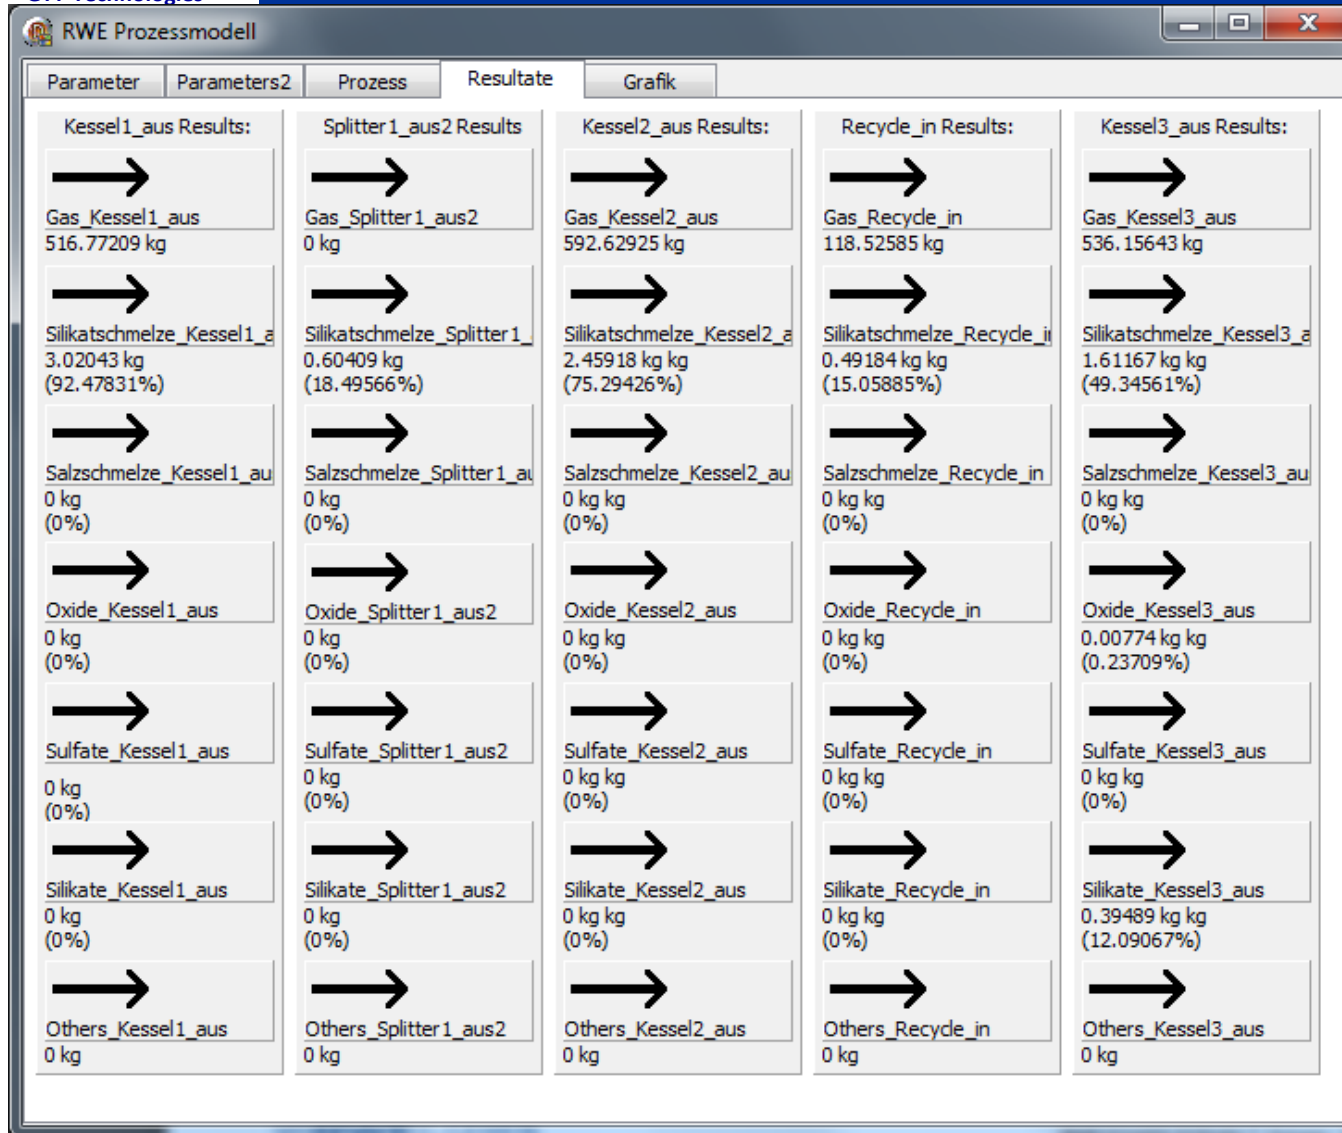 RWE Prozessmodell
Parameter Parameters2 Prozess Resultate Grafik
Kessel1_aus Results:
Gas_Kessel1_aus
516.77209 kg
Silikatschmelze_Kessel1_a
3.02043 kg
(92.47831%)
Salzschmelze_Kessel1_au
0 kg
(0%)
Oxide_Kessel1_aus
0 kg
(0%)
Sulfate_Kessel1_aus
0 kg
(0%)
Silikate_Kessel1_aus
0 kg
(0%)
Others_Kessel1_aus
0 kg
Splitter1_aus2 Results
Gas_Splitter1_aus2
0 kg
Silikatschmelze_Splitter1_
0.60409 kg
(18.49566%)
Salzschmelze_Splitter1_au
0 kg
(0%)
Oxide_Splitter1_aus2
0 kg
(0%)
Sulfate_Splitter1_aus2
0 kg
(0%)
Silikate_Splitter1_aus2
0 kg
(0%)
Others_Splitter1_aus2
0 kg
Kessel2_aus Results:
Gas_Kessel2_aus
592.62925 kg
Silikatschmelze_Kessel2_a
2.45918 kg kg
(75.29426%)
Salzschmelze_Kessel2_au
0 kg kg
(0%)
Oxide_Kessel2_aus
0 kg kg
(0%)
Sulfate_Kessel2_aus
0 kg kg
(0%)
Silikate_Kessel2_aus
0 kg kg
(0%)
Others_Kessel2_aus
0 kg
Recycle_in Results:
Gas_Recycle_in
118.52585 kg
Silikatschmelze_Recycle_i
0.49184 kg kg
(15.05885%)
Salzschmelze_Recycle_in
0 kg kg
(0%)
Oxide_Recycle_in
0 kg kg
(0%)
Sulfate_Recycle_in
0 kg kg
(0%)
Silikate_Recycle_in
0 kg kg
(0%)
Others_Recycle_in
0 kg
Kessel3_aus Results:
Gas_Kessel3_aus
536.15643 kg
Silikatschmelze_Kessel3_a
1.61167 kg kg
(49.34561%)
Salzschmelze_Kessel3_au
0 kg kg
(0%)
Oxide_Kessel3_aus
0.00774 kg kg
(0.23709%)
Sulfate_Kessel3_aus
0 kg kg
(0%)
Silikate_Kessel3_aus
0.39489 kg kg
(12.09067%)
Others_Kessel3_aus
0 kg